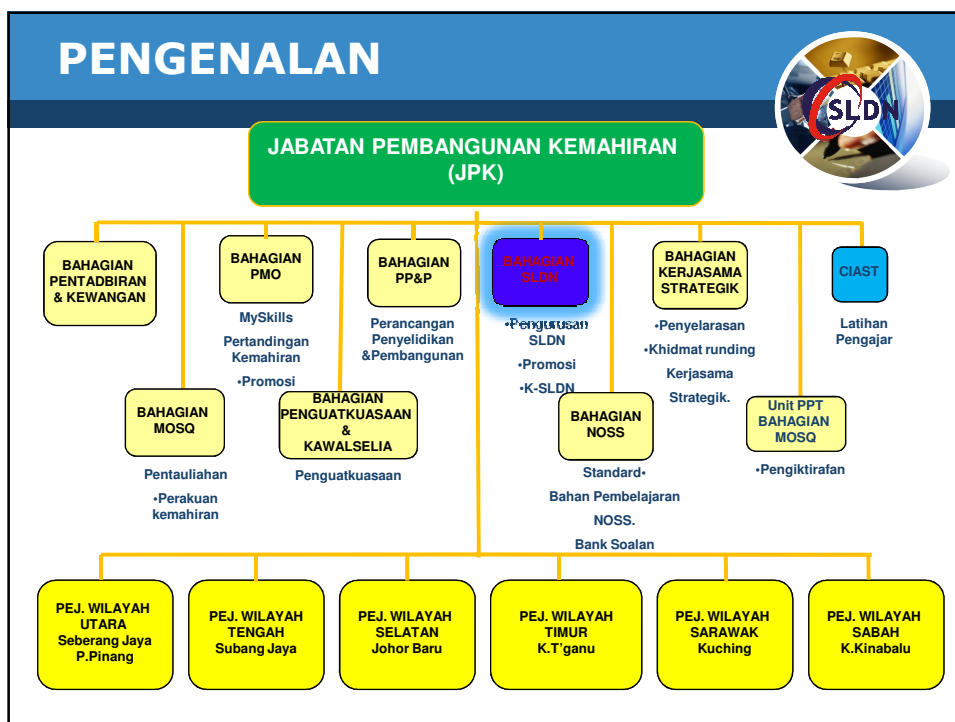 PENGENALAN
SLDN
JABATAN PEMBANGUNAN KEMAHIRAN
(JPK)
BAHAGIAN
PENTADBIRAN
& KEWANGAN
BAHAGIAN
PMO
MySkills
Pertandingan
Kemahiran
•Promosi
BAHAGIAN
PP&P
Perancangan
Penyelidikan
&Pembangunan
BAHAGIAN
SLDN
•Pengurusan
SLDN
•Promosi
•K-SLDN
BAHAGIAN
KERJASAMA
STRATEGIK
•Penyelarasan
•Khidmat runding
Kerjasama
Strategik.
CIAST
Latihan
Pengajar
BAHAGIAN
MOSQ
Pentauliahan
•Perakuan
kemahiran
BAHAGIAN
PENGUATKUASAAN
&
KAWALSELIA
Penguatkuasaan
BAHAGIAN
NOSS
Standard•
Bahan Pembelajaran
NOSS.
Bank Soalan
Unit PPT
BAHAGIAN
MOSQ
•Pengiktirafan
PEJ. WILAYAH
UTARA
Seberang Jaya
P.Pinang
PEJ. WILAYAH
TENGAH
Subang Jaya
PEJ. WILAYAH
SELATAN
Johor Baru
PEJ. WILAYAH
TIMUR
K.T'ganu
PEJ. WILAYAH
SARAWAK
Kuching
PEJ. WILAYAH
SABAH
K.Kinabalu